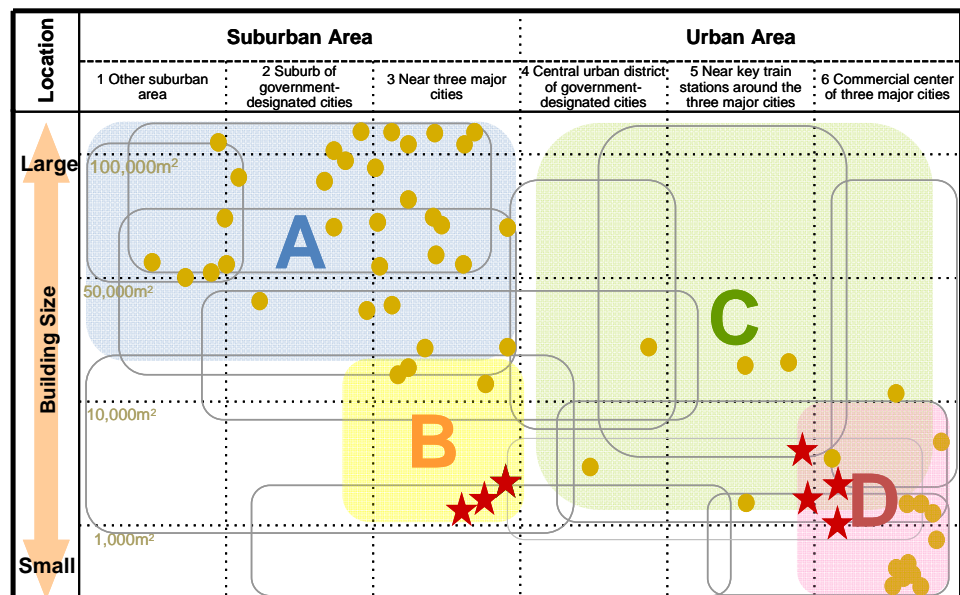 Location
Suburban Area
Urban Area
1 Other suburban
area
2 Suburb of
government-
designated cities
3 Near three major
cities
4 Central urban district
of government-
designated cities
5 Near key train
stations around the
three major cities
6 Commercial center
of three major cities
Building Size
Large
100,000m²
A
50,000m²
C
10,000m²
B
D
1,000m²
Small